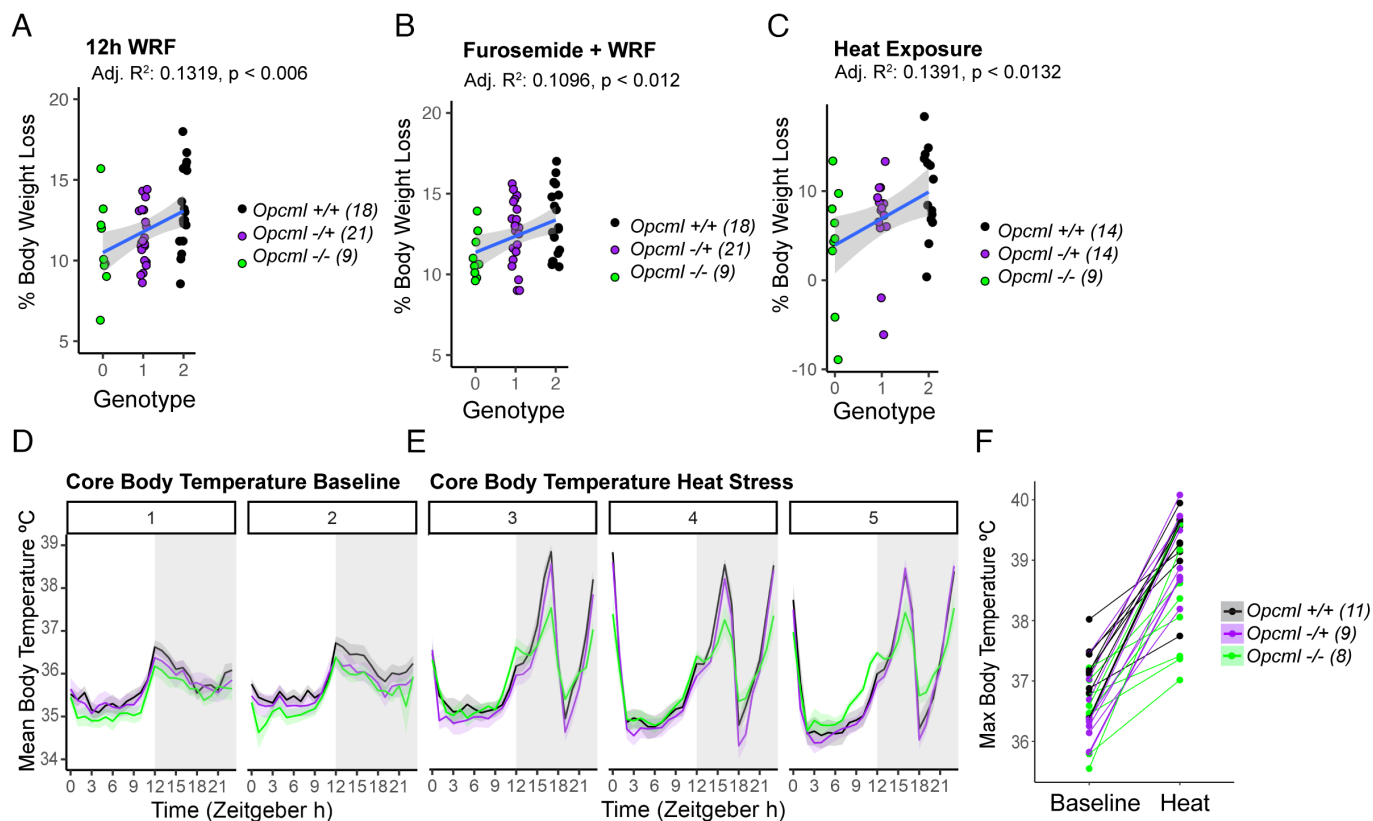 A
12h WRF
Adj. R²: 0.1319, p < 0.006
% Body Weight Loss
20
15
10
5
0 1 2
Genotype
Opcml +/+ (18)
Opcml -/+ (21)
Opcml -/- (9)
B
Furosemide + WRF
Adj. R²: 0.1096, p < 0.012
% Body Weight Loss
20
15
10
5
0 1 2
Genotype
Opcml +/+ (18)
Opcml -/+ (21)
Opcml -/- (9)
C
Heat Exposure
Adj. R²: 0.1391, p < 0.0132
% Body Weight Loss
10
0
-10
0 1 2
Genotype
Opcml +/+ (14)
Opcml -/+ (14)
Opcml -/- (9)
D
Core Body Temperature Baseline
1 2
Mean Body Temperature ºC
39
38
37
36
35
34
0 3 6 9 12 15 18 21
0 3 6 9 12 15 18 21
Time (Zeitgeber h)
E
Core Body Temperature Heat Stress
3 4 5
0 3 6 9 12 15 18 21
0 3 6 9 12 15 18 21
0 3 6 9 12 15 18 21
Time (Zeitgeber h)
F
Max Body Temperature ºC
40
39
38
37
36
Baseline Heat
Opcml +/+ (11)
Opcml -/+ (9)
Opcml -/- (8)